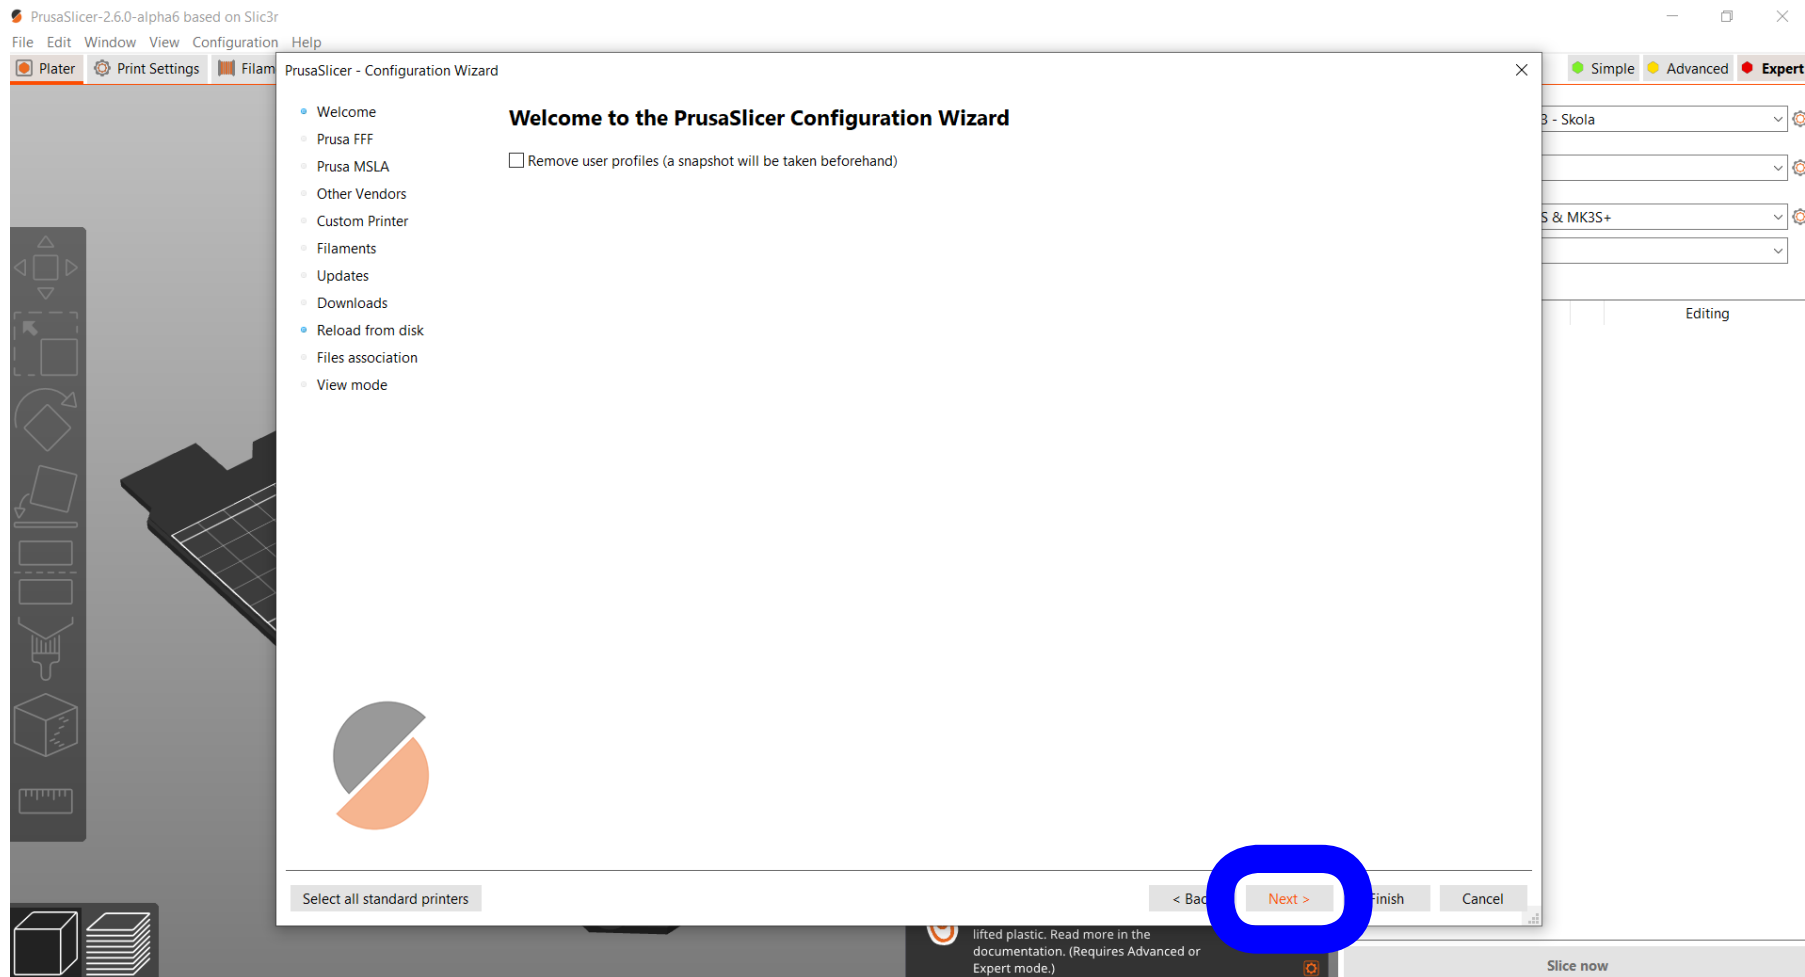 PrusaSlicer-2.6.0-alpha6 based on Slic3r
File Edit Window View Configuration Help
Plater Print Settings Filam
Simple Advanced Expert
PrusaSlicer - Configuration Wizard
Welcome
Prusa FFF
Prusa MSLA
Other Vendors
Custom Printer
Filaments
Updates
Downloads
Reload from disk
Files association
View mode
Welcome to the PrusaSlicer Configuration Wizard
Remove user profiles (a snapshot will be taken beforehand)
3 - Skola
S & MK3S+
Editing
Select all standard printers
< Bac Next > Finish Cancel
lifted plastic. Read more in the
documentation. (Requires Advanced or
Expert mode.)
Slice now